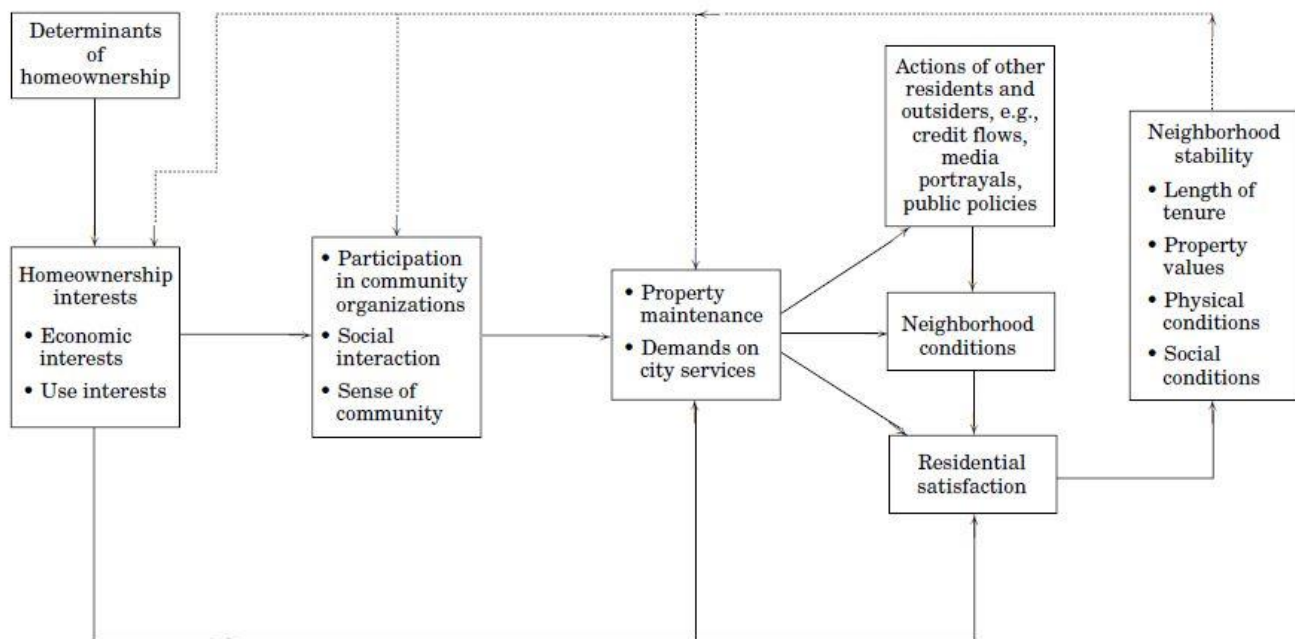 Determinants
of
homeownership
Homeownership
interests
• Economic
interests
• Use interests
• Participation
in community
organizations
• Social
interaction
• Sense of
community
• Property
maintenance
• Demands on
city services
Actions of other
residents and
outsiders, e.g.,
credit flows,
media
portrayals,
public policies
Neighborhood
conditions
Residential
satisfaction
Neighborhood
stability
• Length of
tenure
• Property
values
• Physical
conditions
• Social
conditions